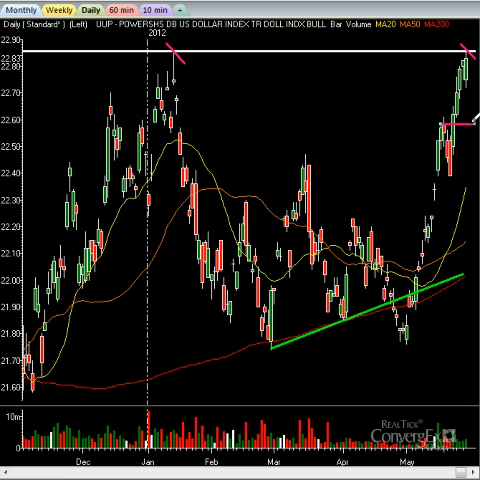 Monthly Weekly Daily 60 min 10 min -
Daily [ Standard* ] (Left) UUP - POWERSHS DB US DOLLAR INDEX TR DOLL INDX BULL Bar Volume MA20 MA50 MA200
2012
22.90
22.83
22.80
22.70
22.60
22.50
22.40
22.30
22.20
22.10
22.00
21.90
21.80
21.70
21.60
10m
0
REALTICK®
ConvergEx
Dec Jan Feb Mar Apr May